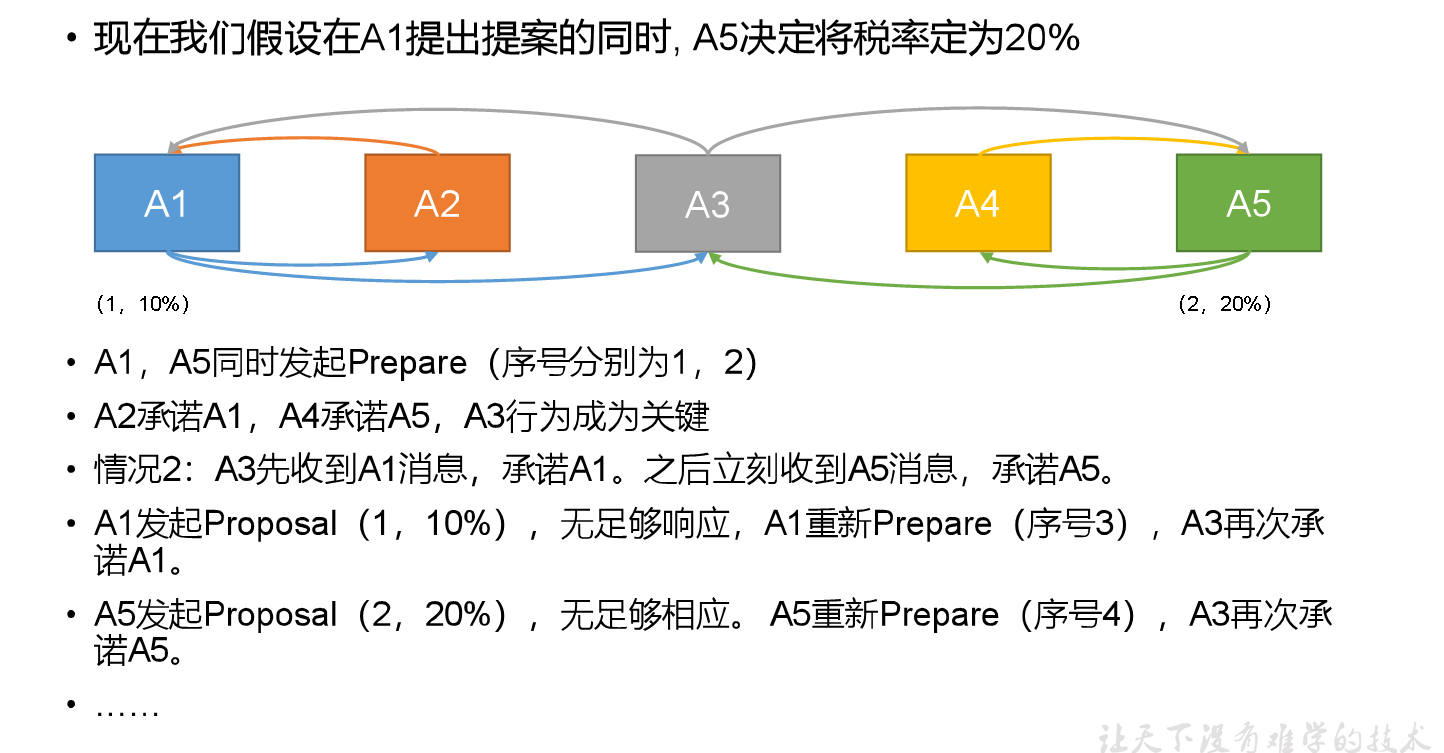 • 现在我们假设在A1提出提案的同时, A5决定将税率定为20%
A1 A2 A3 A4 A5
(1, 10%) (2, 20%)
• A1，A5同时发起Prepare（序号分别为1，2）
• A2承诺A1，A4承诺A5，A3行为成为关键
• 情况2：A3先收到A1消息，承诺A1。之后立刻收到A5消息，承诺A5。
• A1发起Proposal（1，10%），无足够响应，A1重新Prepare（序号3），A3再次承
诺A1。
• A5发起Proposal（2，20%），无足够相应。 A5重新Prepare（序号4），A3再次承
诺A5。
• ……
让天下没有难学的技术